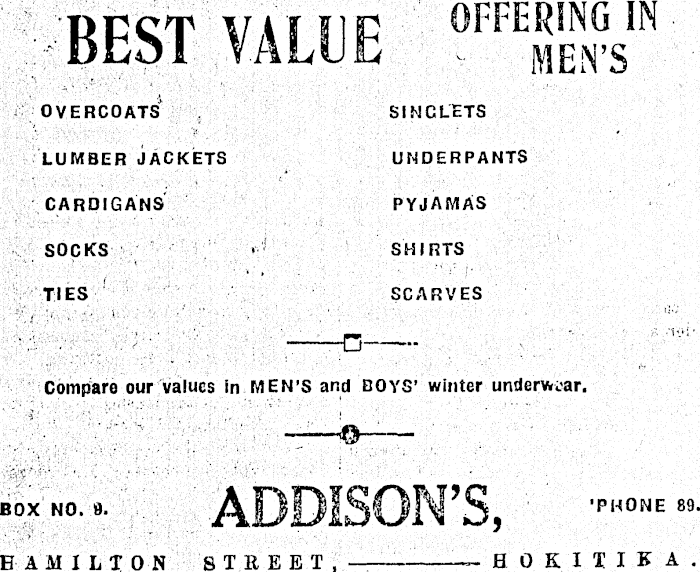 BEST VALUE OFFERING IN
MEN'S
OVERCOATS SINGLETS
LUMBER JACKETS UNDERPANTS
CARDIGANS PYJAMAS
SOCKS SHIRTS
TIES SCARVES
Compare our values in MEN'S and BOYS' winter underwear.
BOX NO. 9. ADDISON'S, 'PHONE 89.
HAMILTON STREET, HOKITIKA.